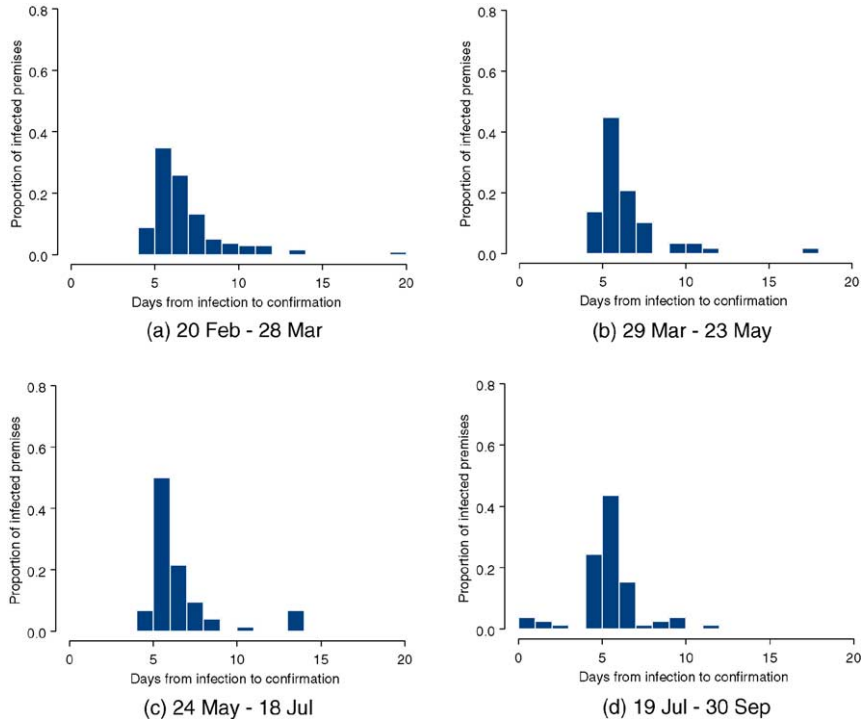 Proportion of infected premises
0.8
0.6
0.4
0.2
0.0
0 5 10 15 20
Days from infection to confirmation
(a) 20 Feb - 28 Mar
Proportion of infected premises
0.8
0.6
0.4
0.2
0.0
0 5 10 15 20
Days from infection to confirmation
(b) 29 Mar - 23 May
Proportion of infected premises
0.8
0.6
0.4
0.2
0.0
0 5 10 15 20
Days from infection to confirmation
(c) 24 May - 18 Jul
Proportion of infected premises
0.8
0.6
0.4
0.2
0.0
0 5 10 15 20
Days from infection to confirmation
(d) 19 Jul - 30 Sep